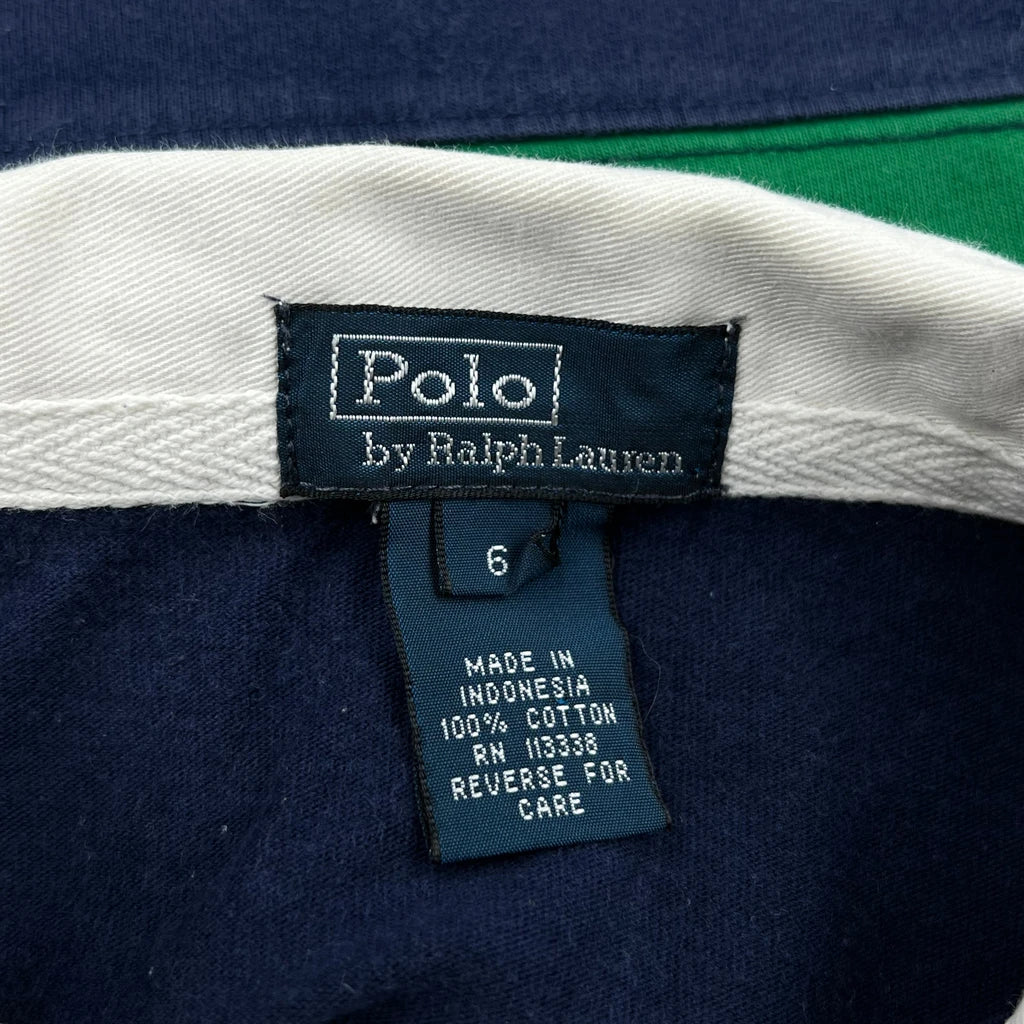 Polo
by Ralph Lauren
6
MADE IN
INDONESIA
100% COTTON
RN 113338
REVERSE FOR
CARE